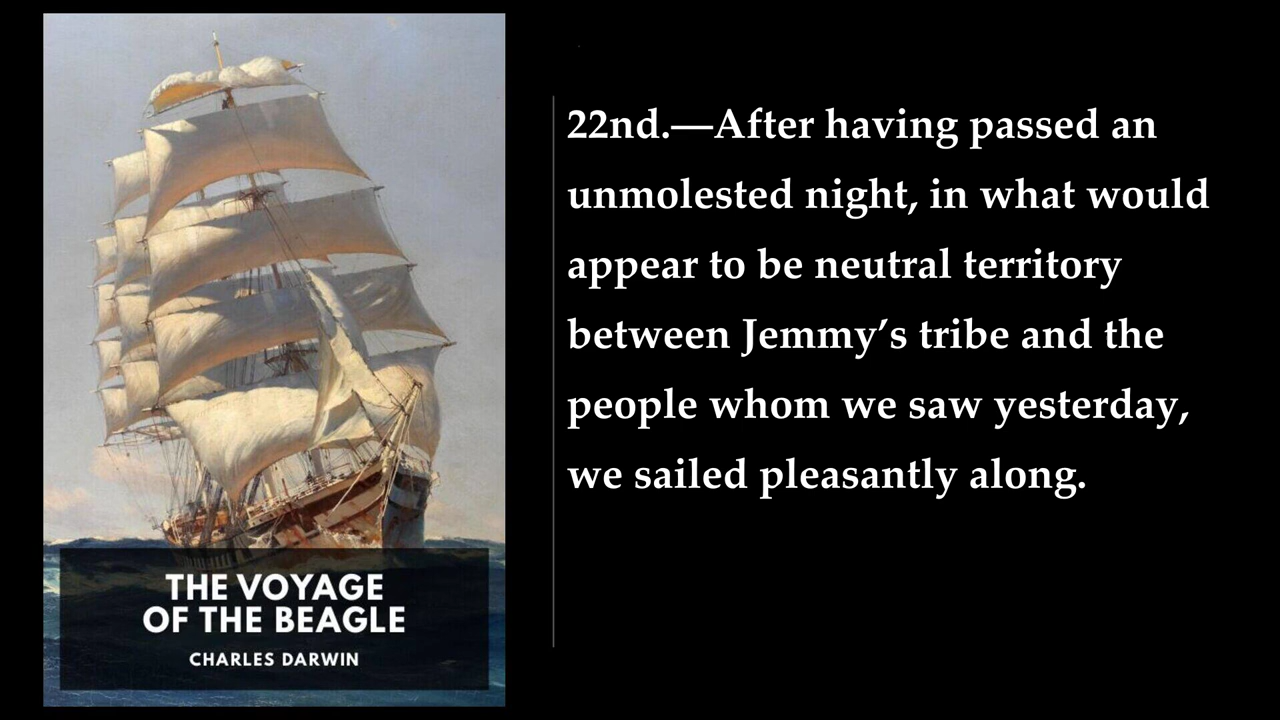 THE VOYAGE
OF THE BEAGLE
CHARLES DARWIN
22nd.—After having passed an
unmolested night, in what would
appear to be neutral territory
between Jemmy’s tribe and the
people whom we saw yesterday,
we sailed pleasantly along.